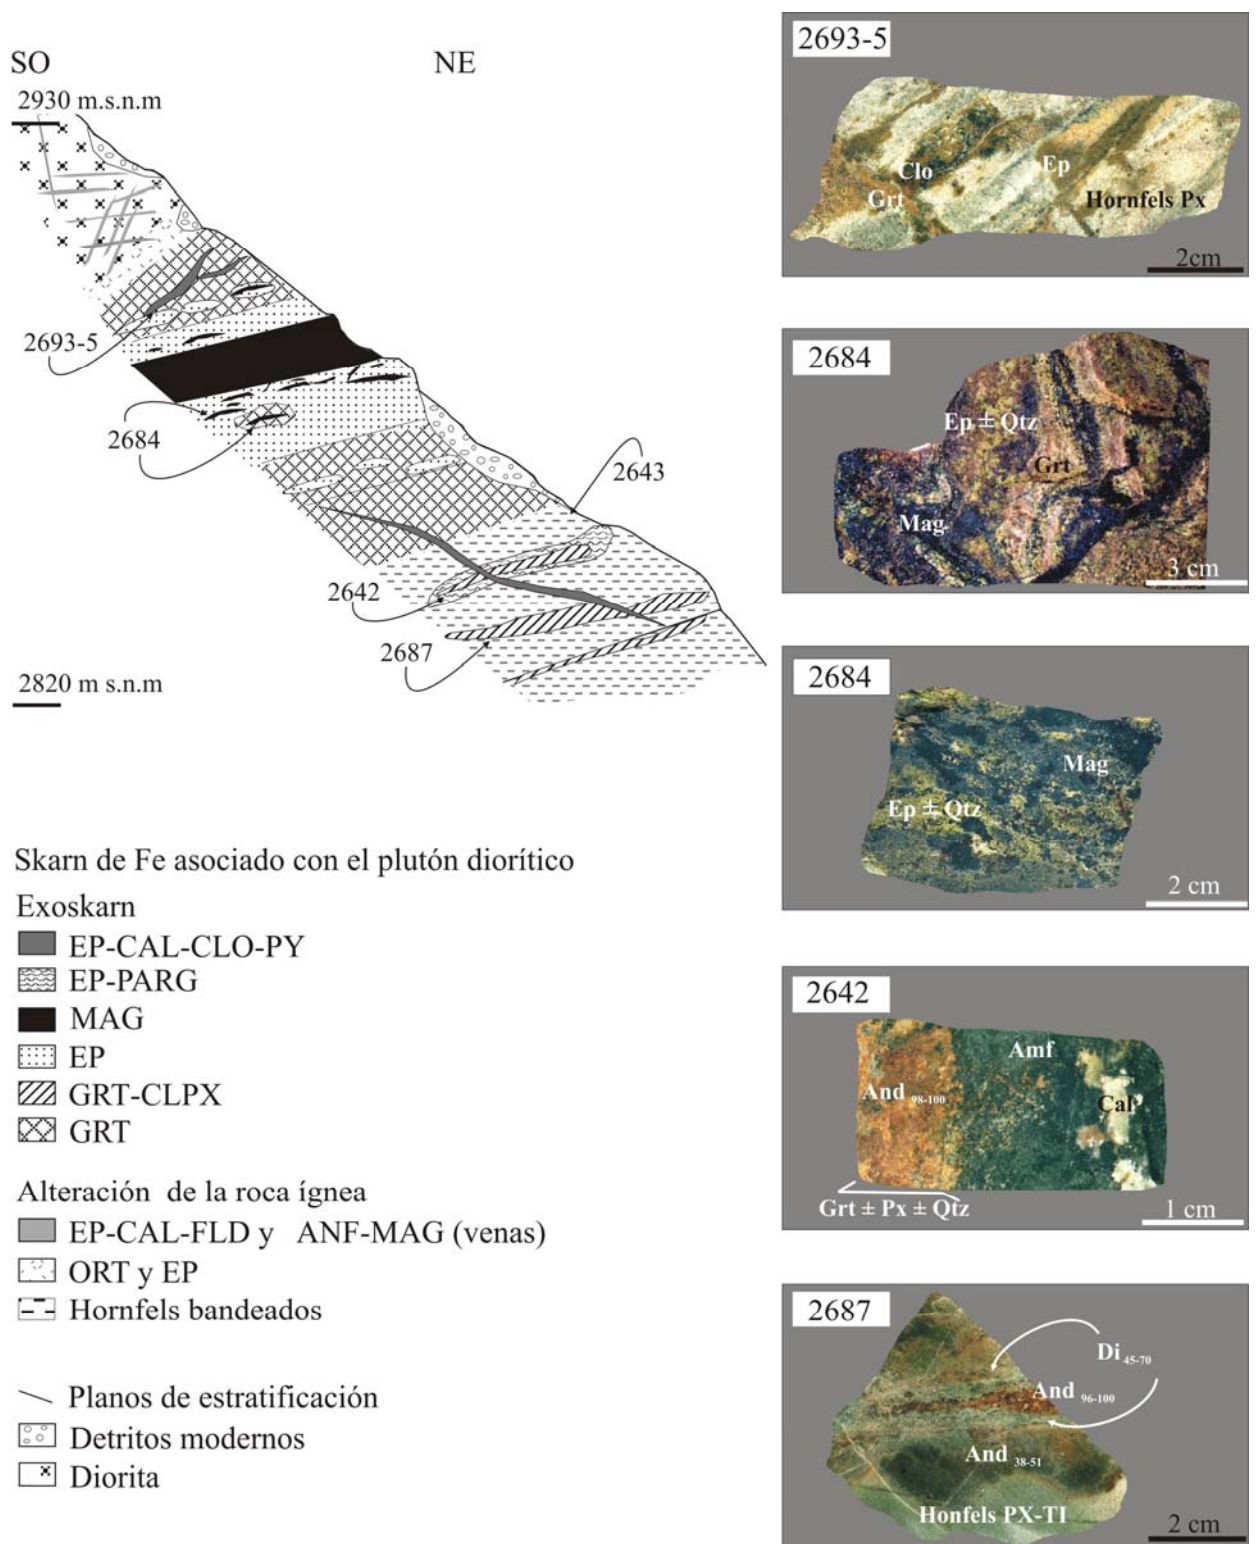 SO
NE
2930 m.s.n.m
2693-5
2684
2643
2642
2687
2820 m s.n.m
Skarn de Fe asociado con el plutón diorítico
Exoskarn
EP-CAL-CLO-PY
EP-PARG
MAG
EP
GRT-CLPX
GRT
Alteración de la roca ígnea
EP-CAL-FLD y ANF-MAG (venas)
ORT y EP
Hornfels bandeados
Planos de estratificación
Detritos modernos
Diorita
2693-5
Clo
Ep
Grt
Hornfels Px
2cm
2684
Ep ± Qtz
Grt
Mag
3 cm
2684
Mag
Ep ± Qtz
2 cm
2642
Amf
And 98-100
Cal
Grt ± Px ± Qtz
1 cm
2687
Di 45-70
And 96-100
And 38-51
Honfels PX-TI
2 cm